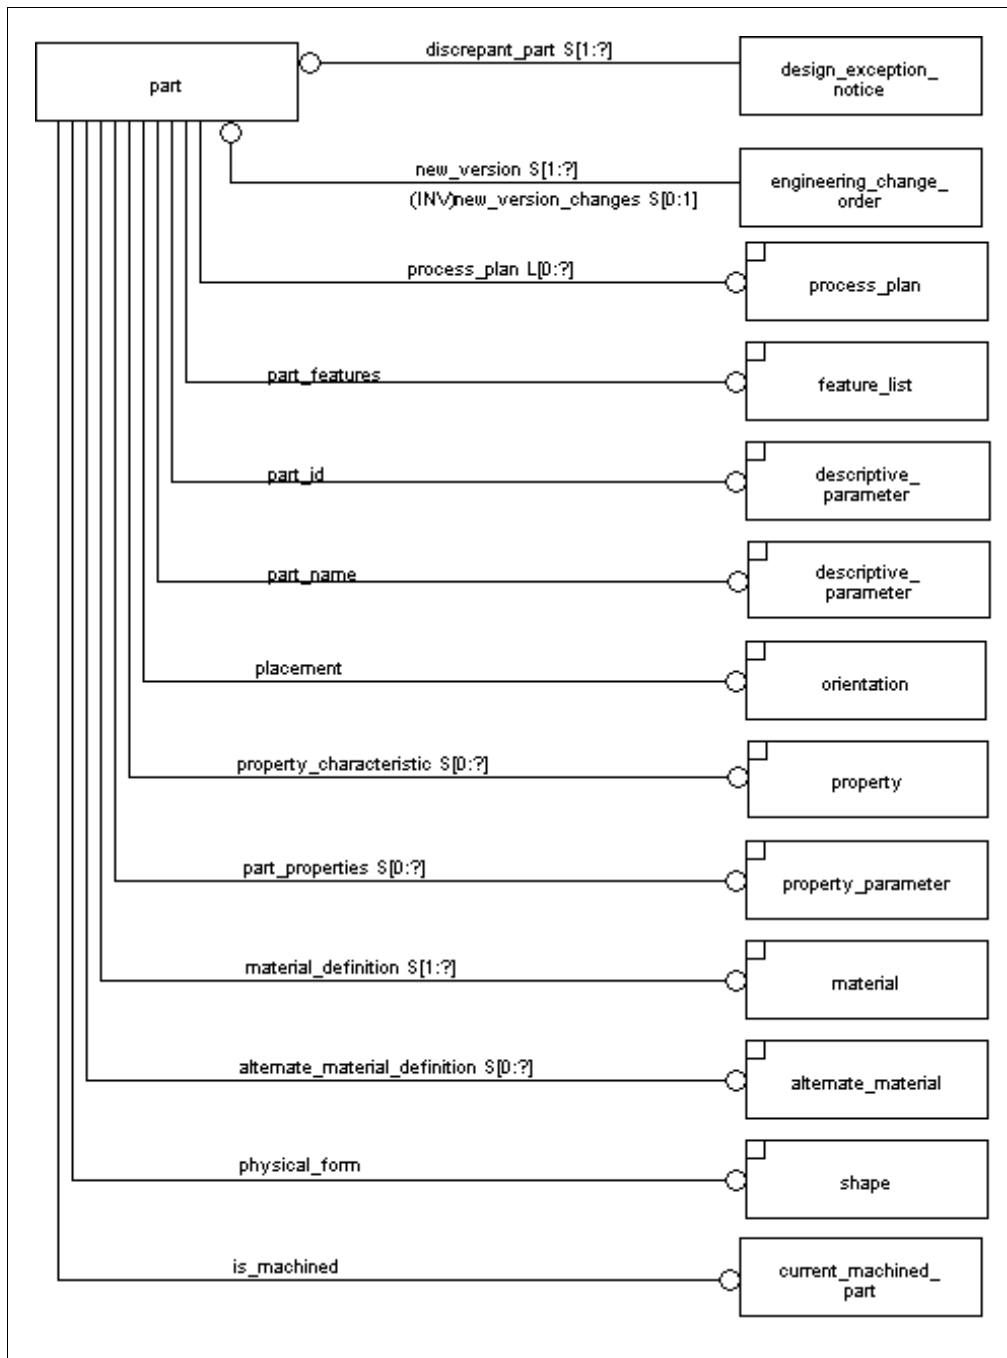 part
discrepant_part S[1:?]
design_exception_
notice
new_version S[1:?]
(INV)new_version_changes S[0:1]
engineering_change_
order
process_plan L[0:?]
process_plan
part_features
feature_list
part_id
descriptive_
parameter
part_name
descriptive_
parameter
placement
orientation
property_characteristic S[0:?]
property
part_properties S[0:?]
property_parameter
material_definition S[1:?]
material
alternate_material_definition S[0:?]
alternate_material
physical_form
shape
is_machined
current_machined_
part